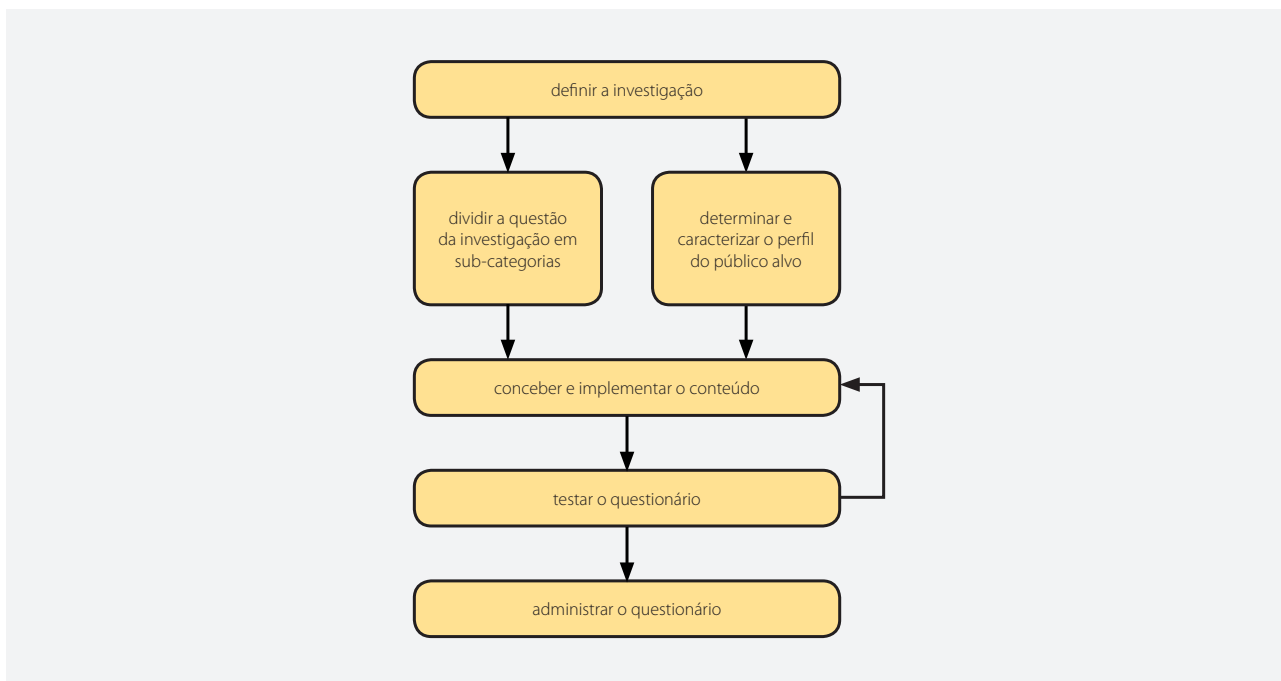 definir a investigação
dividir a questão
da investigação em
sub-categorias
determinar e
caracterizar o perfil
do público alvo
conceber e implementar o conteúdo
testar o questionário
administrar o questionário